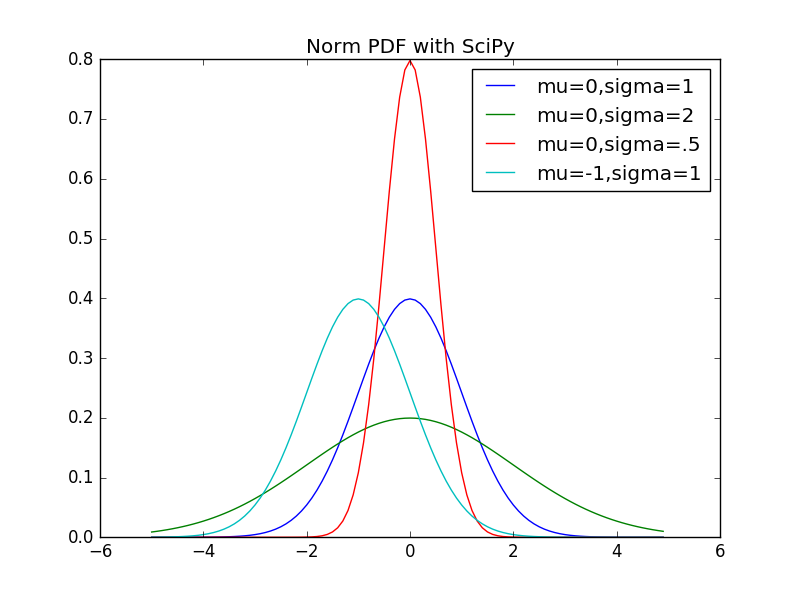 Norm PDF with SciPy
mu=0,sigma=1
mu=0,sigma=2
mu=0,sigma=.5
mu=-1,sigma=1
0.8
0.7
0.6
0.5
0.4
0.3
0.2
0.1
0.0
−6 −4 −2 0 2 4 6